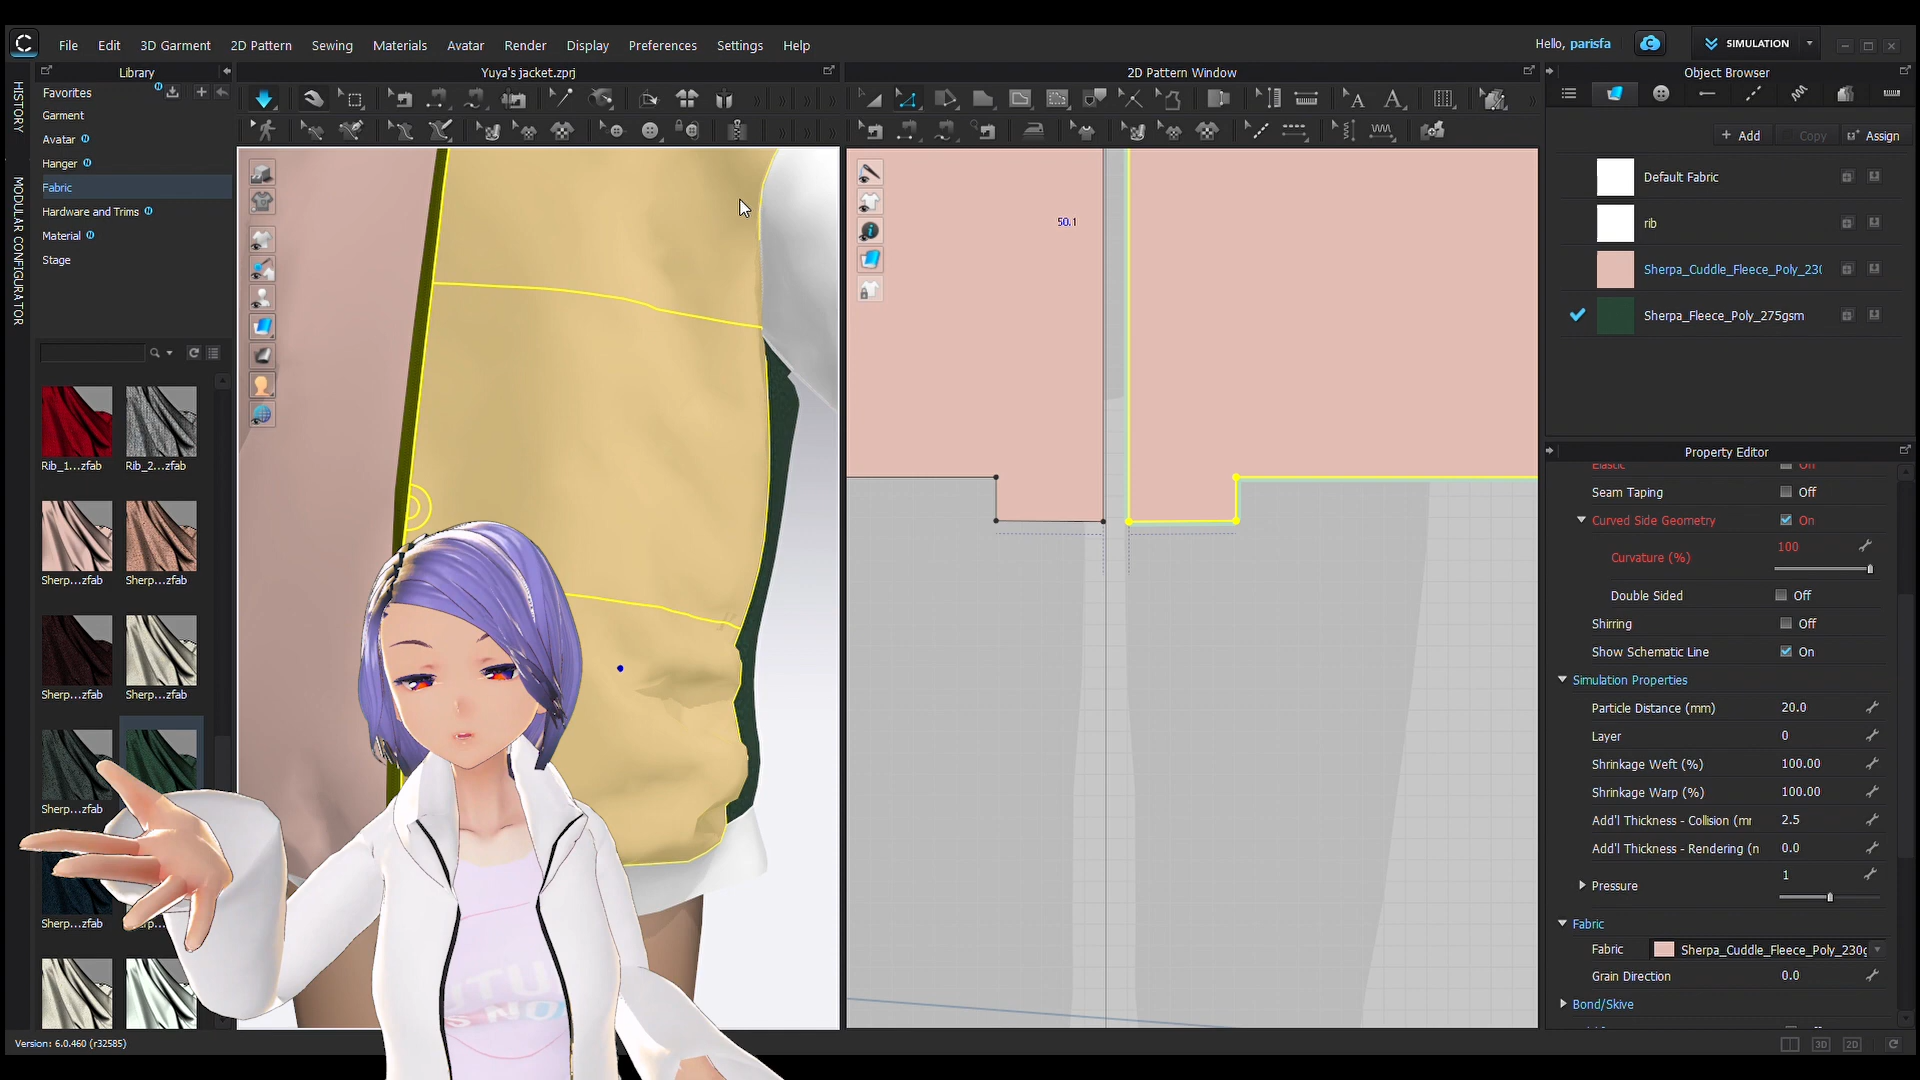 File Edit 3D Garment 2D Pattern Sewing Materials Avatar Render Display Preferences Settings Help
Hello, parisfa
SIMULATION
Library
Yuya's jacket.zprj
2D Pattern Window
Object Browser
HISTORY
MODULAR CONFIGURATOR
Favorites
Garment
Avatar
Hanger
Fabric
Hardware and Trims
Material
Stage
Rib_1...zfab Rib_2...zfab
Sherp...zfab Sherp...zfab
Sherp...zfab Sherp...zfab
Sherp...zfab
Sherp...zfab
50.1
+ Add Copy Assign
Default Fabric
rib
Sherpa_Cuddle_Fleece_Poly_230
Sherpa_Fleece_Poly_275gsm
Property Editor
Elastic On
Seam Taping Off
Curved Side Geometry On
Curvature (%) 100
Double Sided Off
Shirring Off
Show Schematic Line On
Simulation Properties
Particle Distance (mm) 20.0
Layer 0
Shrinkage Weft (%) 100.00
Shrinkage Warp (%) 100.00
Add'l Thickness - Collision (mr 2.5
Add'l Thickness - Rendering (n 0.0
Pressure 1
Fabric
Fabric Sherpa_Cuddle_Fleece_Poly_230g
Grain Direction 0.0
Bond/Skive
Version: 6.0.460 (r32585)
3D 2D